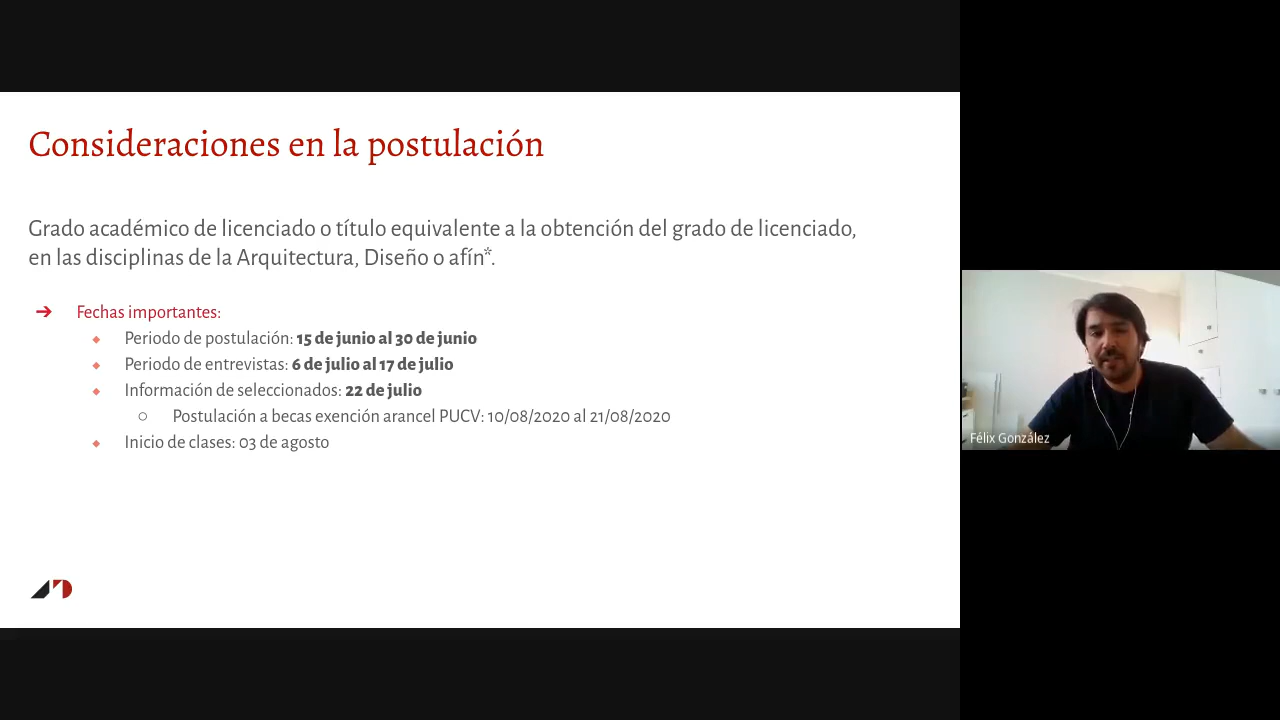 Consideraciones en la postulación
Grado académico de licenciado o título equivalente a la obtención del grado de licenciado,
en las disciplinas de la Arquitectura, Diseño o afín*.
➔ Fechas importantes:
◆ Periodo de postulación: 15 de junio al 30 de junio
◆ Periodo de entrevistas: 6 de julio al 17 de julio
◆ Información de seleccionados: 22 de julio
○ Postulación a becas exención arancel PUCV: 10/08/2020 al 21/08/2020
◆ Inicio de clases: 03 de agosto
Félix González